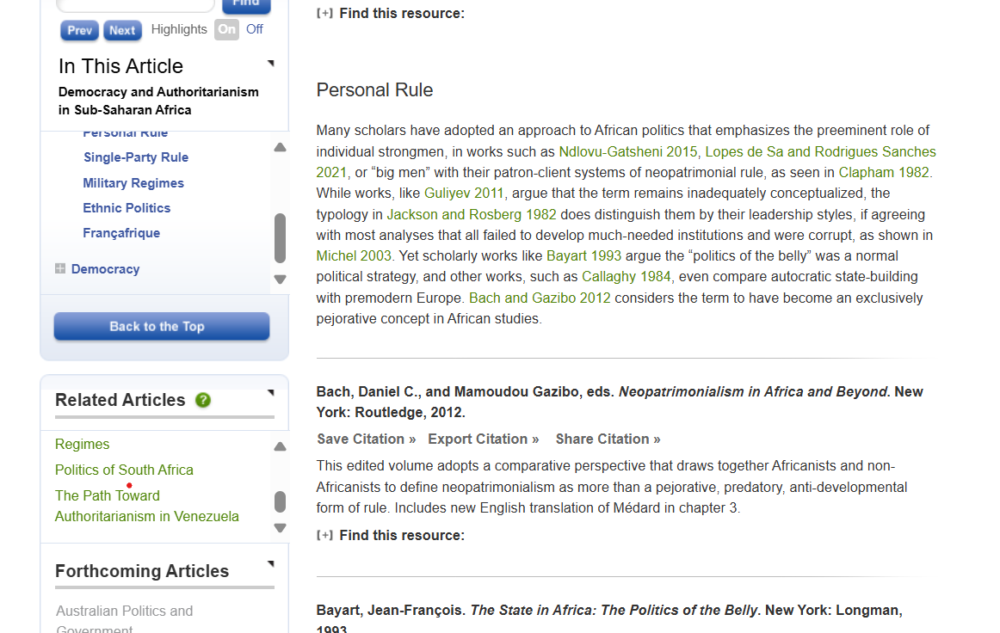 Find
Prev Next Highlights On Off
In This Article
Democracy and Authoritarianism
in Sub-Saharan Africa
Personal Rule
Single-Party Rule
Military Regimes
Ethnic Politics
Françafrique
Democracy
Back to the Top
Related Articles ?
Regimes
Politics of South Africa
The Path Toward
Authoritarianism in Venezuela
Forthcoming Articles
Australian Politics and
Government
[+] Find this resource:
Personal Rule
Many scholars have adopted an approach to African politics that emphasizes the preeminent role of
individual strongmen, in works such as Ndlovu-Gatsheni 2015, Lopes de Sa and Rodrigues Sanches
2021, or “big men” with their patron-client systems of neopatrimonial rule, as seen in Clapham 1982.
While works, like Guliyev 2011, argue that the term remains inadequately conceptualized, the
typology in Jackson and Rosberg 1982 does distinguish them by their leadership styles, if agreeing
with most analyses that all failed to develop much-needed institutions and were corrupt, as shown in
Michel 2003. Yet scholarly works like Bayart 1993 argue the “politics of the belly” was a normal
political strategy, and other works, such as Callaghy 1984, even compare autocratic state-building
with premodern Europe. Bach and Gazibo 2012 considers the term to have become an exclusively
pejorative concept in African studies.
Bach, Daniel C., and Mamoudou Gazibo, eds. Neopatrimonialism in Africa and Beyond. New
York: Routledge, 2012.
Save Citation » Export Citation » Share Citation »
This edited volume adopts a comparative perspective that draws together Africanists and non-
Africanists to define neopatrimonialism as more than a pejorative, predatory, anti-developmental
form of rule. Includes new English translation of Médard in chapter 3.
[+] Find this resource:
Bayart, Jean-François. The State in Africa: The Politics of the Belly. New York: Longman,
1993.